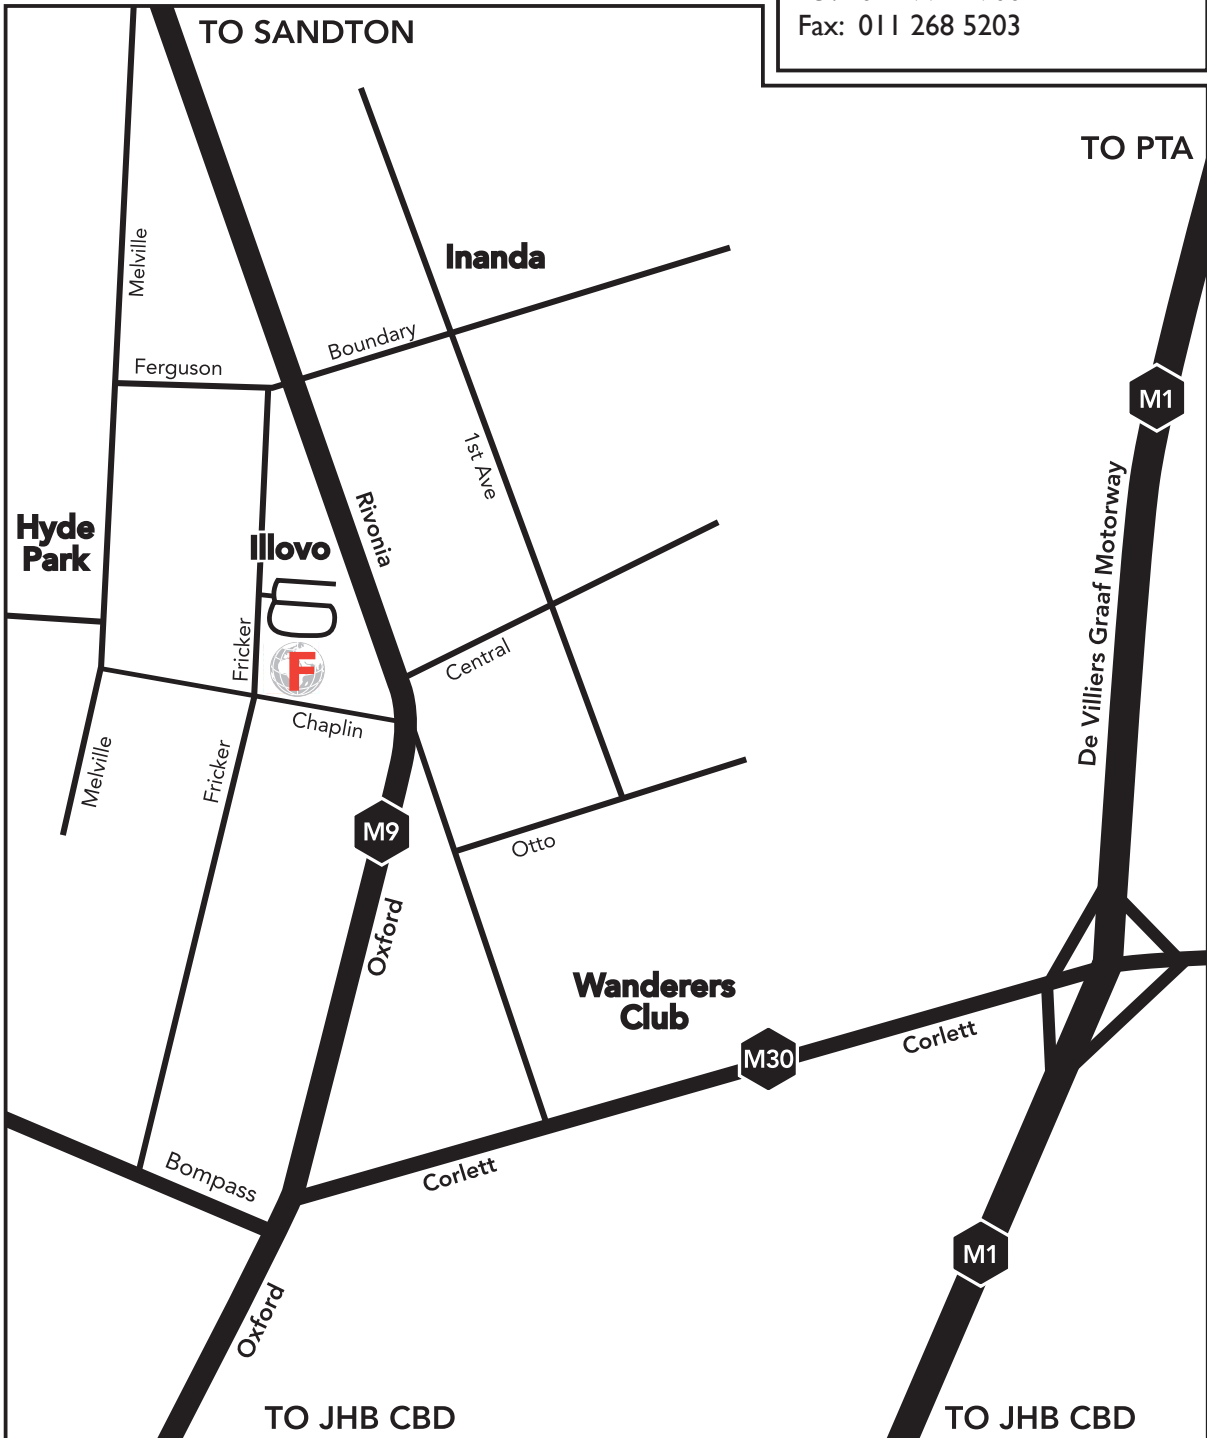 Fax: 011 268 5203
TO SANDTON
TO PTA
Melville
Inanda
Boundary
Ferguson
M1
1st Ave
Rivonia
De Villiers Graaf Motorway
Hyde
Park
Illovo
Fricker
F
Central
Chaplin
Melville
Fricker
M9
Otto
Oxford
Wanderers
Club
M30
Corlett
Bompass
Corlett
M1
Oxford
TO JHB CBD
TO JHB CBD